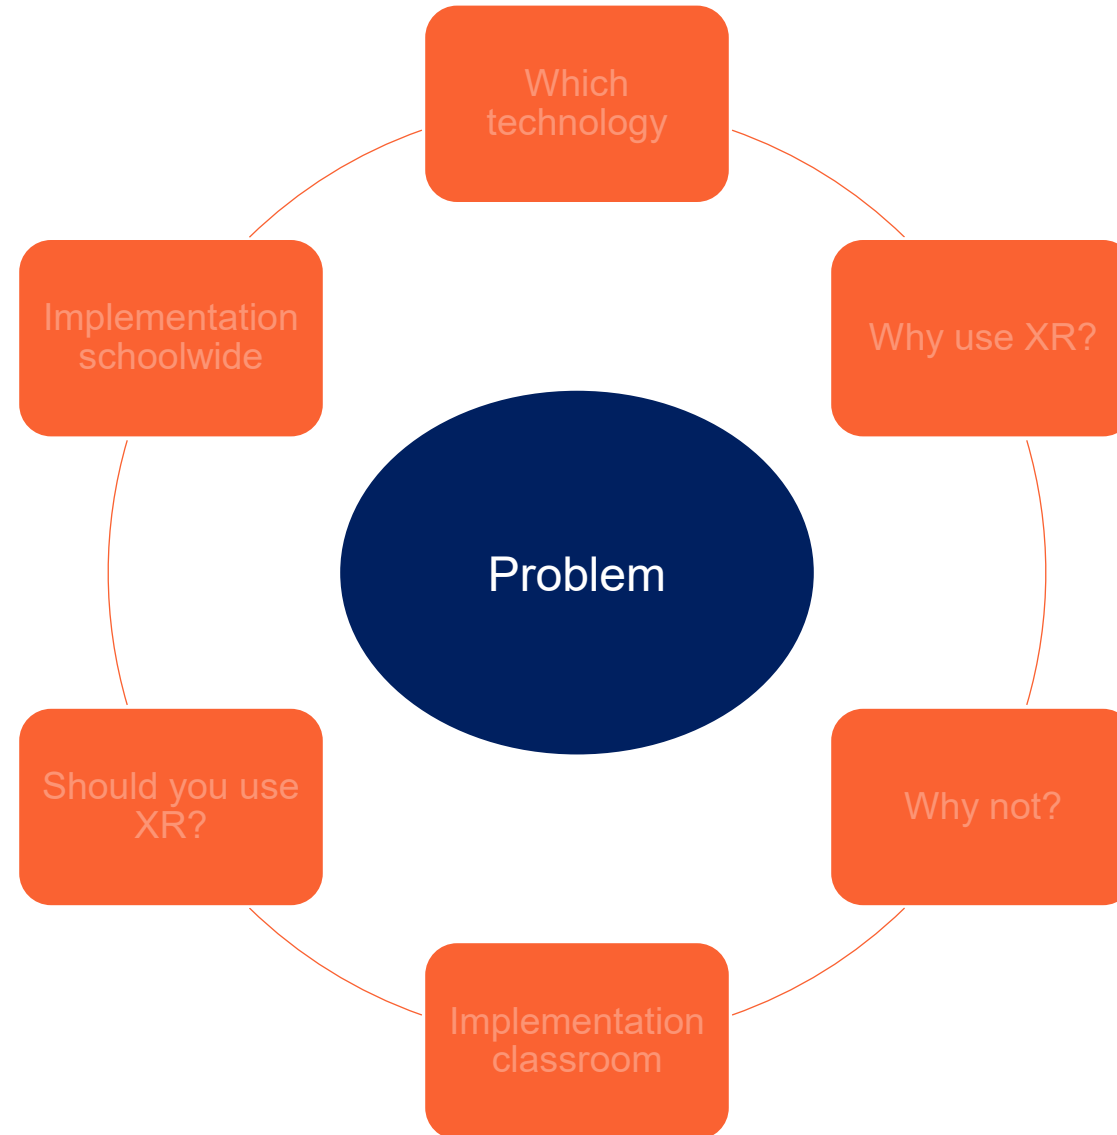 Which
technology
Implementation
schoolwide
Why use XR?
Problem
Should you use
XR?
Why not?
Implementation
classroom